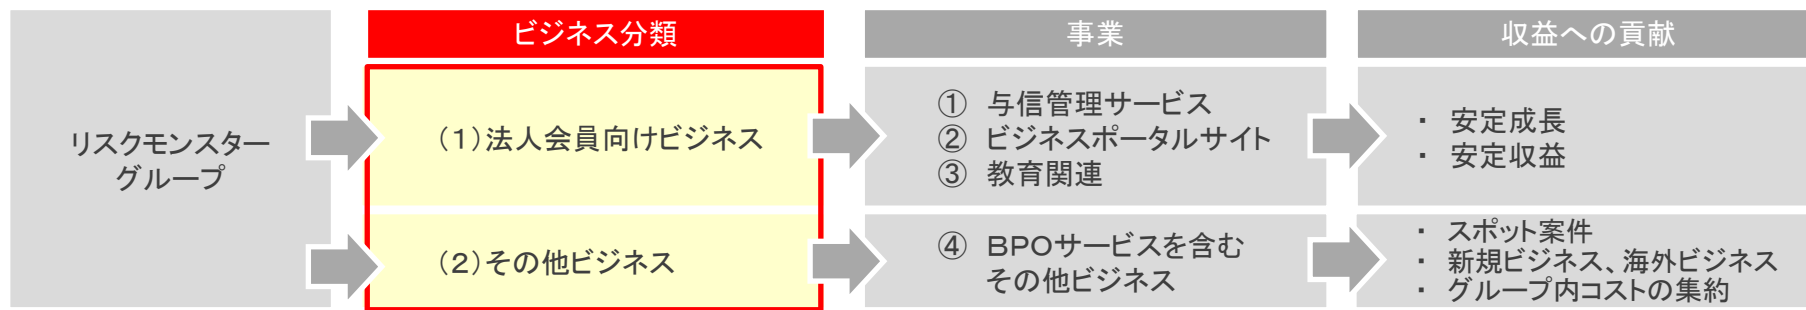 ビジネス分類
事業
収益への貢献
リスクモンスター
グループ
（1）法人会員向けビジネス
① 与信管理サービス
② ビジネスポータルサイト
③ 教育関連
・ 安定成長
・ 安定収益
（2）その他ビジネス
④ BPOサービスを含む
その他ビジネス
・ スポット案件
・ 新規ビジネス、海外ビジネス
・ グループ内コストの集約